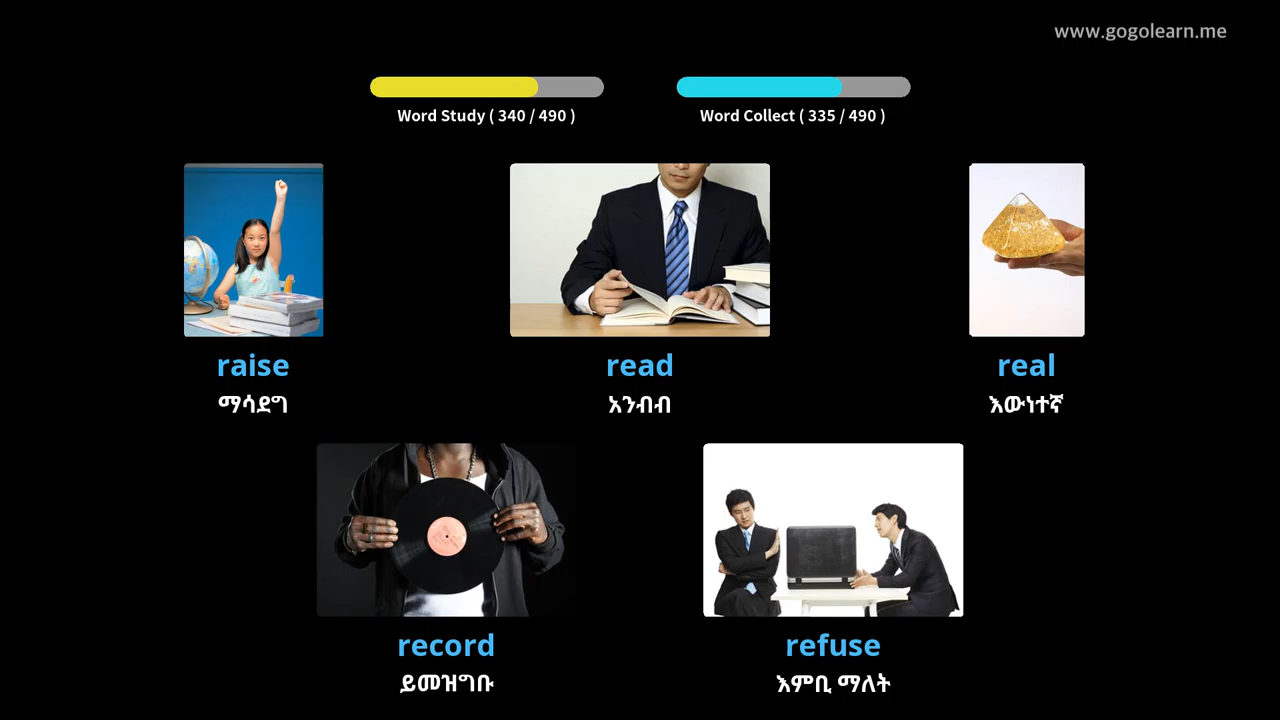 www.gogolearn.me
Word Study ( 340 / 490 )
Word Collect ( 335 / 490 )
raise
ማሳደግ
read
አንብብ
real
እውነተኛ
record
ይመዝግቡ
refuse
እምቢ ማለት